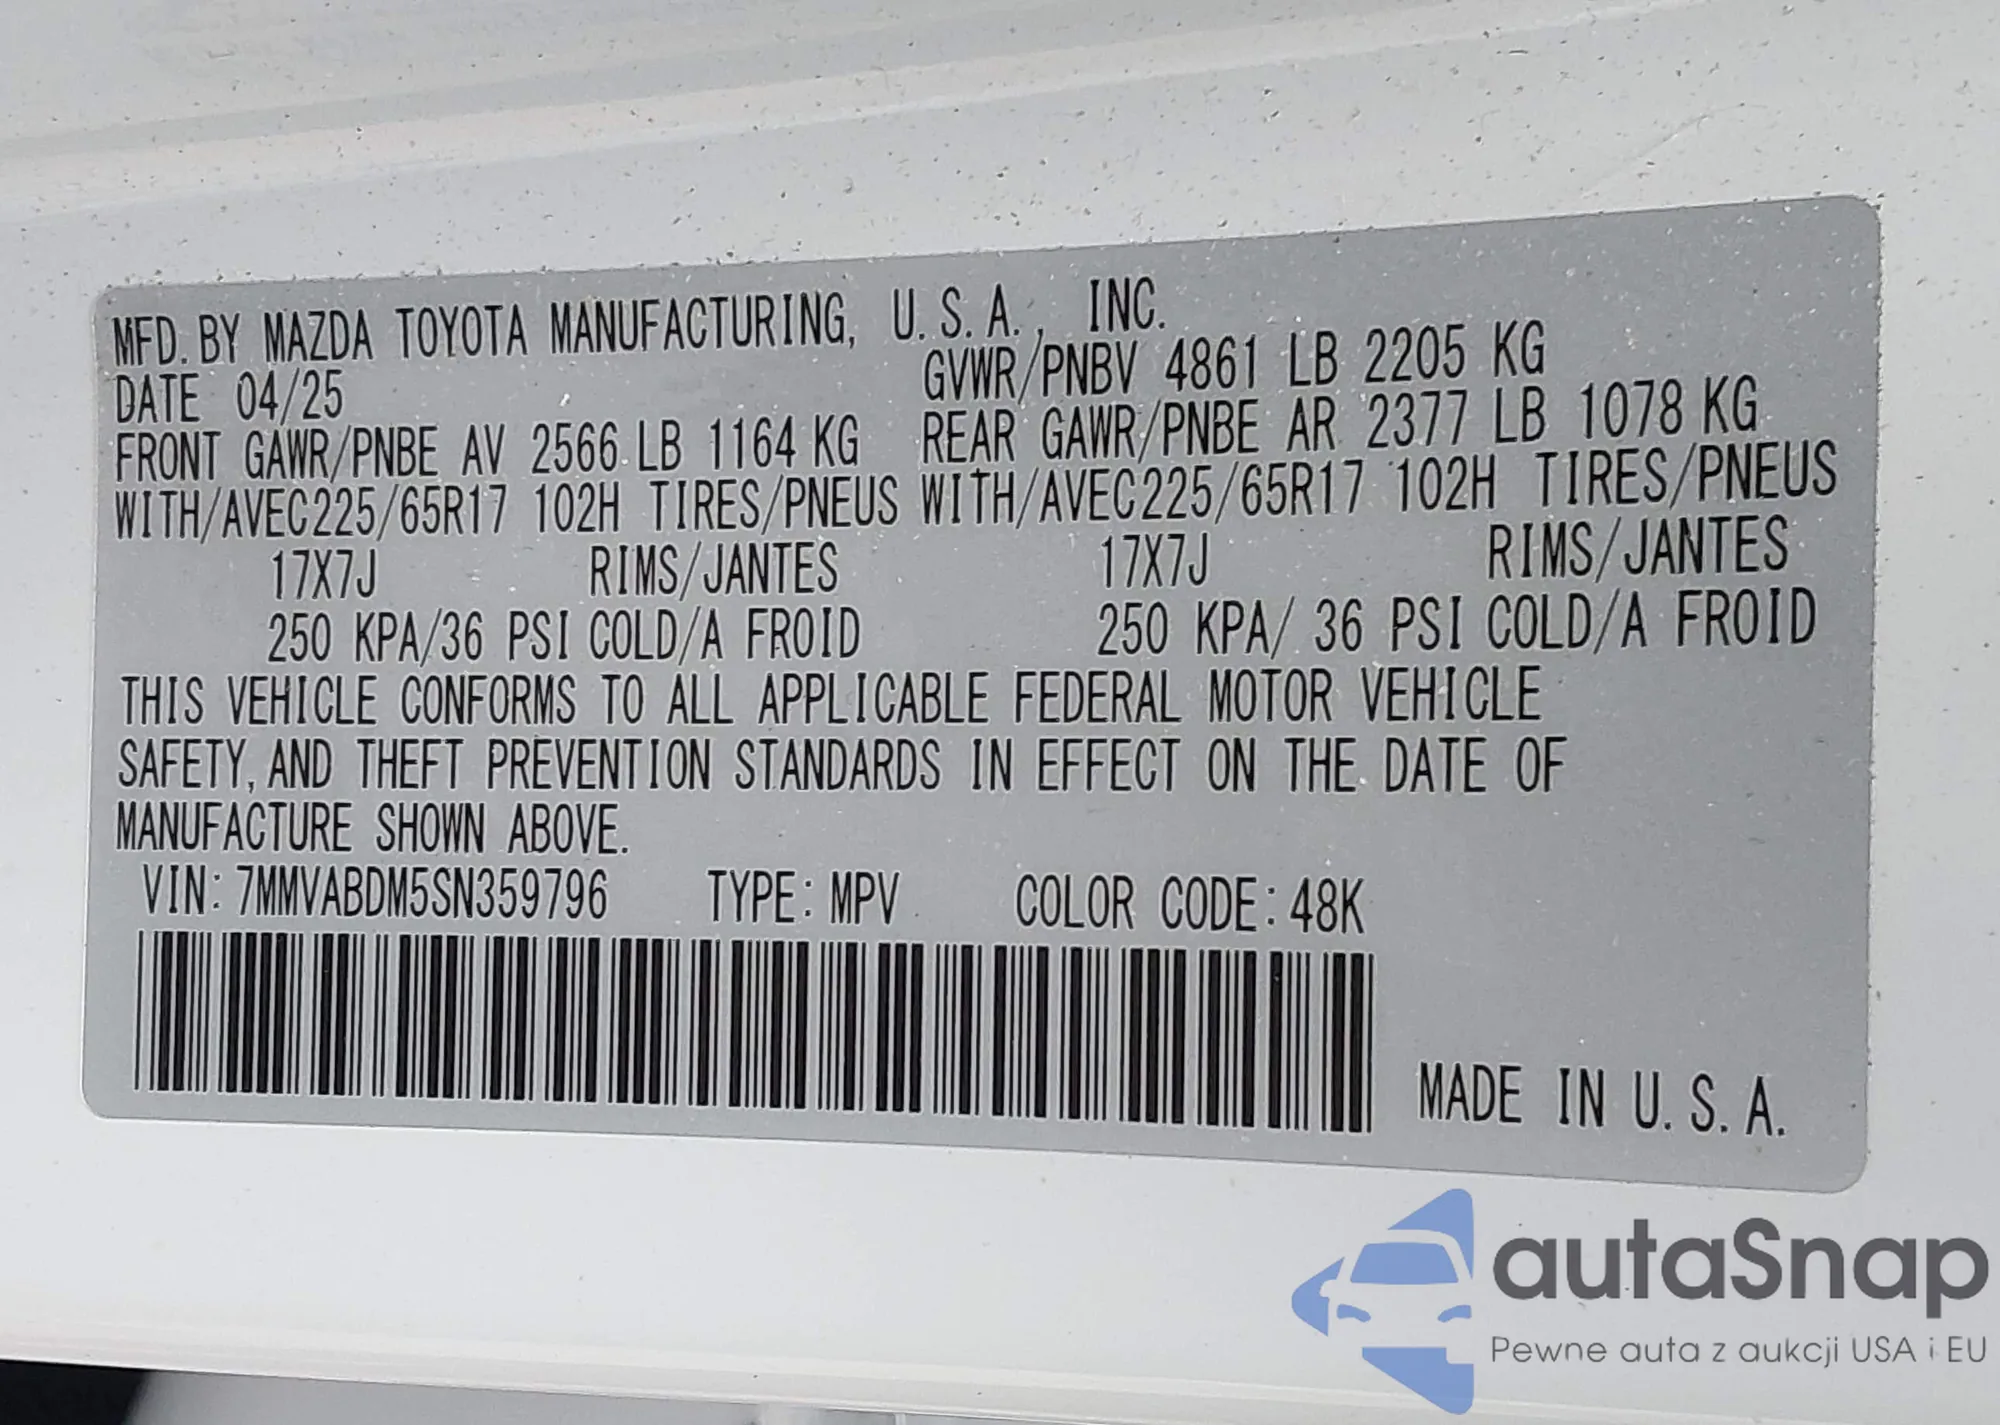 MFD. BY MAZDA TOYOTA MANUFACTURING, U.S.A., INC.
DATE 04/25 GVWR/PNBV 4861 LB 2205 KG
FRONT GAWR/PNBE AV 2566 LB 1164 KG REAR GAWR/PNBE AR 2377 LB 1078 KG
WITH/AVEC225/65R17 102H TIRES/PNEUS WITH/AVEC225/65R17 102H TIRES/PNEUS
17X7J RIMS/JANTES 17X7J RIMS/JANTES
250 KPA/36 PSI COLD/A FROID 250 KPA/ 36 PSI COLD/A FROID
THIS VEHICLE CONFORMS TO ALL APPLICABLE FEDERAL MOTOR VEHICLE
SAFETY, AND THEFT PREVENTION STANDARDS IN EFFECT ON THE DATE OF
MANUFACTURE SHOWN ABOVE.
VIN: 7MMVABDM5SN359796 TYPE: MPV COLOR CODE: 48K
MADE IN U.S.A.
autaSnap
Pewne auta z aukcji USA i EU